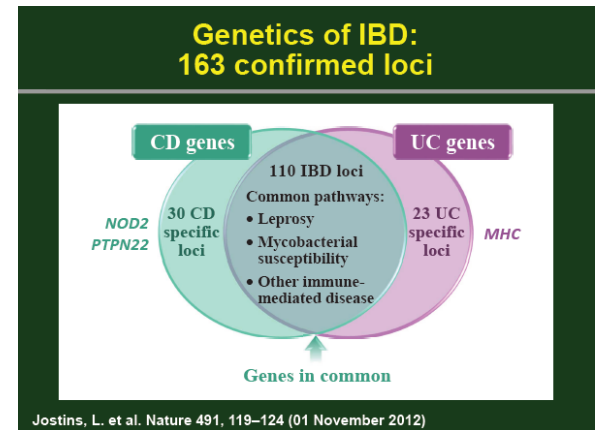 Genetics of IBD:
163 confirmed loci
CD genes
UC genes
110 IBD loci
Common pathways:
• Leprosy
• Mycobacterial
susceptibility
• Other immune-
mediated disease
NOD2
PTPN22
30 CD
specific
loci
23 UC
specific
loci
MHC
Genes in common
Jostins, L. et al. Nature 491, 119–124 (01 November 2012)